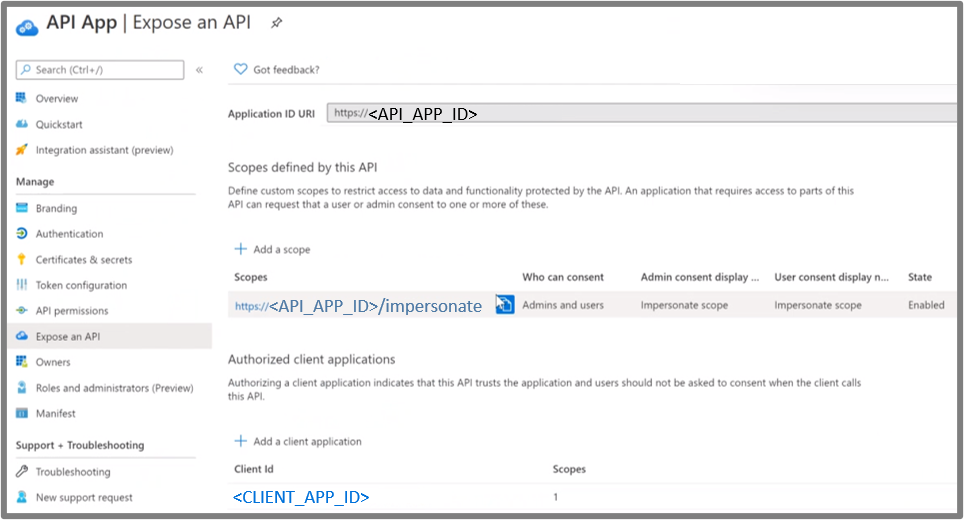 API App | Expose an API
Search (Ctrl+/)
«
Overview
Quickstart
Integration assistant (preview)
Manage
Branding
Authentication
Certificates & secrets
Token configuration
API permissions
Expose an API
Owners
Roles and administrators (Preview)
Manifest
Support + Troubleshooting
Troubleshooting
New support request
Got feedback?
Application ID URI https://<API_APP_ID>
Scopes defined by this API
Define custom scopes to restrict access to data and functionality protected by the API. An application that requires access to parts of this
API can request that a user or admin consent to one or more of these.
Add a scope
Scopes Who can consent Admin consent display ... User consent display n... State
https://<API_APP_ID>/impersonate Admins and users Impersonate scope Impersonate scope Enabled
Authorized client applications
Authorizing a client application indicates that this API trusts the application and users should not be asked to consent when the client calls
this API.
Add a client application
Client Id Scopes
<CLIENT_APP_ID> 1